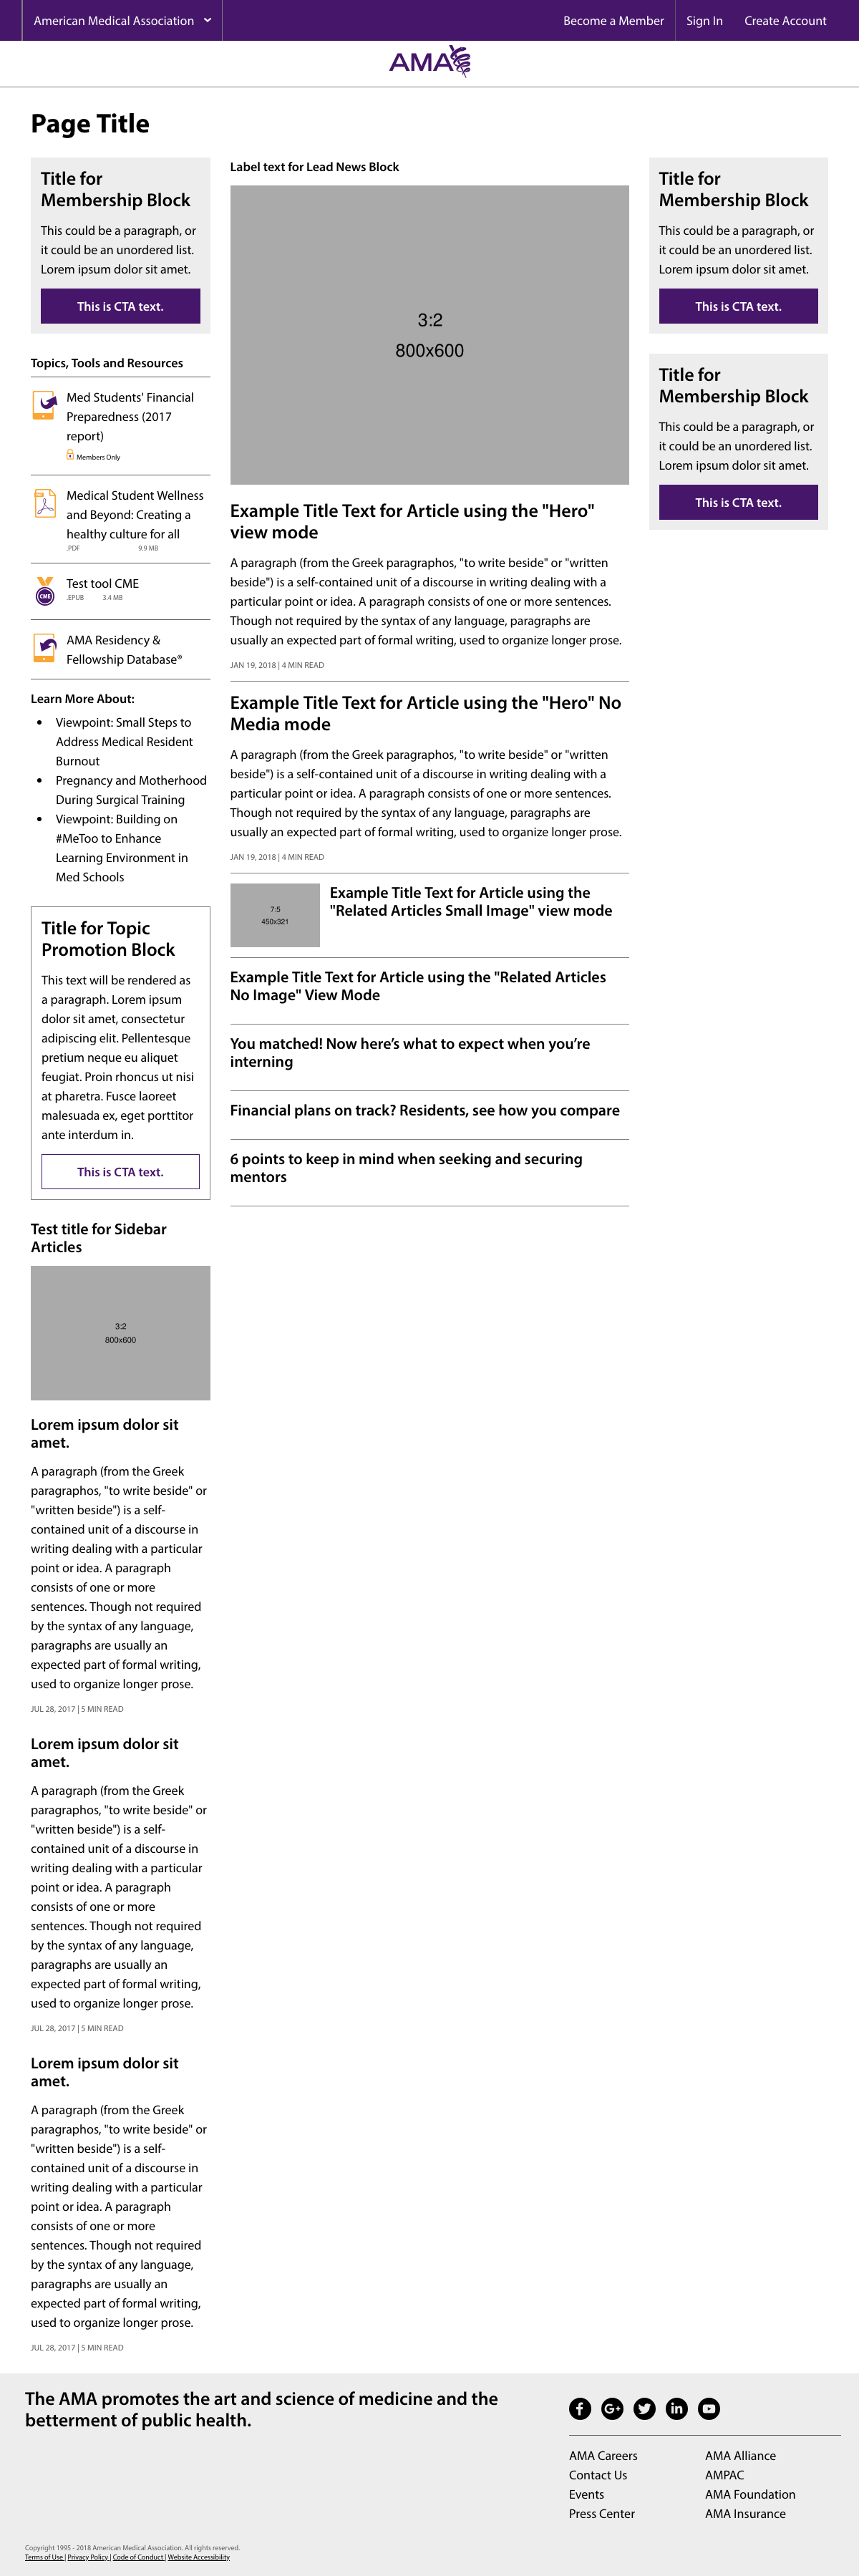 American Medical Association
Become a Member
Sign In
Create Account
AMA
Page Title
Title for
Membership Block
This could be a paragraph, or
it could be an unordered list.
Lorem ipsum dolor sit amet.
This is CTA text.
Topics, Tools and Resources
Med Students' Financial
Preparedness (2017
report)
Members Only
Medical Student Wellness
and Beyond: Creating a
healthy culture for all
.PDF 9.9 MB
CME
Test tool CME
.EPUB 3.4 MB
AMA Residency &
Fellowship Database®
Learn More About:
• Viewpoint: Small Steps to
Address Medical Resident
Burnout
• Pregnancy and Motherhood
During Surgical Training
• Viewpoint: Building on
#MeToo to Enhance
Learning Environment in
Med Schools
Title for Topic
Promotion Block
This text will be rendered as
a paragraph. Lorem ipsum
dolor sit amet, consectetur
adipiscing elit. Pellentesque
pretium neque eu aliquet
feugiat. Proin rhoncus ut nisi
at pharetra. Fusce laoreet
malesuada ex, eget porttitor
ante interdum in.
This is CTA text.
Test title for Sidebar
Articles
3:2
800x600
Lorem ipsum dolor sit
amet.
A paragraph (from the Greek
paragraphos, "to write beside" or
"written beside") is a self-
contained unit of a discourse in
writing dealing with a particular
point or idea. A paragraph
consists of one or more
sentences. Though not required
by the syntax of any language,
paragraphs are usually an
expected part of formal writing,
used to organize longer prose.
JUL 28, 2017 | 5 MIN READ
Lorem ipsum dolor sit
amet.
A paragraph (from the Greek
paragraphos, "to write beside" or
"written beside") is a self-
contained unit of a discourse in
writing dealing with a particular
point or idea. A paragraph
consists of one or more
sentences. Though not required
by the syntax of any language,
paragraphs are usually an
expected part of formal writing,
used to organize longer prose.
JUL 28, 2017 | 5 MIN READ
Lorem ipsum dolor sit
amet.
A paragraph (from the Greek
paragraphos, "to write beside" or
"written beside") is a self-
contained unit of a discourse in
writing dealing with a particular
point or idea. A paragraph
consists of one or more
sentences. Though not required
by the syntax of any language,
paragraphs are usually an
expected part of formal writing,
used to organize longer prose.
JUL 28, 2017 | 5 MIN READ
Label text for Lead News Block
3:2
800x600
Example Title Text for Article using the "Hero"
view mode
A paragraph (from the Greek paragraphos, "to write beside" or "written
beside") is a self-contained unit of a discourse in writing dealing with a
particular point or idea. A paragraph consists of one or more sentences.
Though not required by the syntax of any language, paragraphs are
usually an expected part of formal writing, used to organize longer prose.
JAN 19, 2018 | 4 MIN READ
Example Title Text for Article using the "Hero" No
Media mode
A paragraph (from the Greek paragraphos, "to write beside" or "written
beside") is a self-contained unit of a discourse in writing dealing with a
particular point or idea. A paragraph consists of one or more sentences.
Though not required by the syntax of any language, paragraphs are
usually an expected part of formal writing, used to organize longer prose.
JAN 19, 2018 | 4 MIN READ
7:5
450x321
Example Title Text for Article using the
"Related Articles Small Image" view mode
Example Title Text for Article using the "Related Articles
No Image" View Mode
You matched! Now here’s what to expect when you’re
interning
Financial plans on track? Residents, see how you compare
6 points to keep in mind when seeking and securing
mentors
Title for
Membership Block
This could be a paragraph, or
it could be an unordered list.
Lorem ipsum dolor sit amet.
This is CTA text.
Title for
Membership Block
This could be a paragraph, or
it could be an unordered list.
Lorem ipsum dolor sit amet.
This is CTA text.
The AMA promotes the art and science of medicine and the
betterment of public health.
AMA Careers
Contact Us
Events
Press Center
AMA Alliance
AMPAC
AMA Foundation
AMA Insurance
Copyright 1995 - 2018 American Medical Association. All rights reserved.
Terms of Use | Privacy Policy | Code of Conduct | Website Accessibility